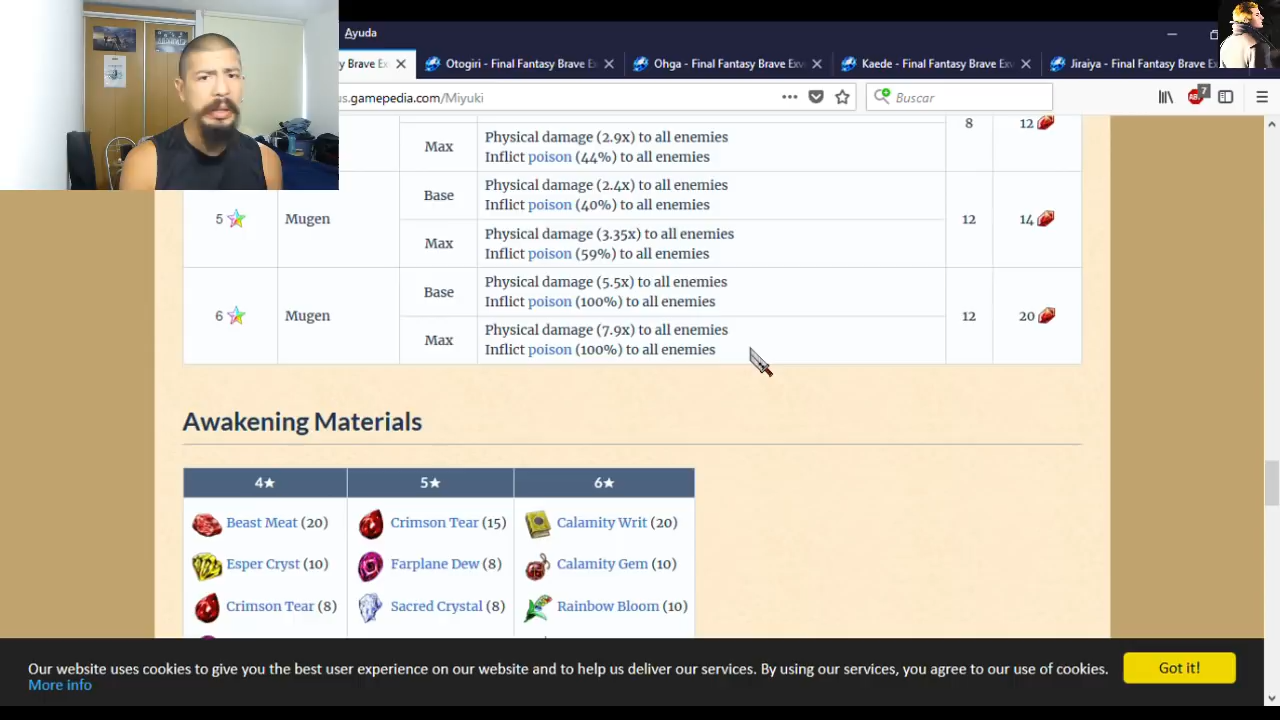 Ayuda
y Brave Ex
Otogiri - Final Fantasy Brave Ex
Ohga - Final Fantasy Brave Exv
Kaede - Final Fantasy Brave Ex
Jiraiya - Final Fantasy Brave Ex
us.gamepedia.com/Miyuki
Buscar
7
8
12
Max
Physical damage (2.9x) to all enemies
Inflict poison (44%) to all enemies
5
Mugen
Base
Physical damage (2.4x) to all enemies
Inflict poison (40%) to all enemies
12
14
Max
Physical damage (3.35x) to all enemies
Inflict poison (59%) to all enemies
6
Mugen
Base
Physical damage (5.5x) to all enemies
Inflict poison (100%) to all enemies
12
20
Max
Physical damage (7.9x) to all enemies
Inflict poison (100%) to all enemies
Awakening Materials
4★ 5★ 6★
Beast Meat (20) Crimson Tear (15) Calamity Writ (20)
Esper Cryst (10) Farplane Dew (8) Calamity Gem (10)
Crimson Tear (8) Sacred Crystal (8) Rainbow Bloom (10)
Our website uses cookies to give you the best user experience on our website and to help us deliver our services. By using our services, you agree to our use of cookies.
More info
Got it!